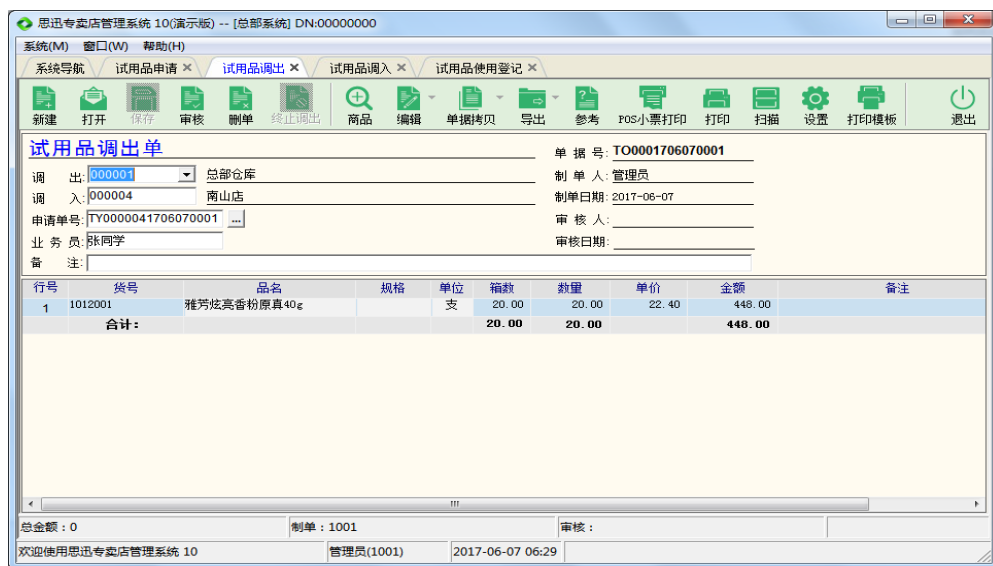 思迅专卖店管理系统 10(演示版) -- [总部系统] DN:00000000
系统(M) 窗口(W) 帮助(H)
系统导航 试用品申请 × 试用品调出 × 试用品调入 × 试用品使用登记 ×
新建 打开 保存 审核 删单 终止调出 商品 编辑 单据拷贝 导出 参考 POS小票打印 打印 扫描 设置 打印模板 退出
试用品调出单 单据号: TO0001706070001
调出: 000001 总部仓库 制单人: 管理员
调入: 000004 南山店 制单日期: 2017-06-07
申请单号: TY0000041706070001 ... 审核人:
业务员: 张同学 审核日期:
备注:
行号 货号 品名 规格 单位 箱数 数量 单价 金额 备注
1 1012001 雅芳炫亮香粉原真40g 支 20.00 20.00 22.40 448.00
合计: 20.00 20.00 448.00
总金额：0 制单：1001 审核：
欢迎使用思迅专卖店管理系统 10 管理员(1001) 2017-06-07 06:29